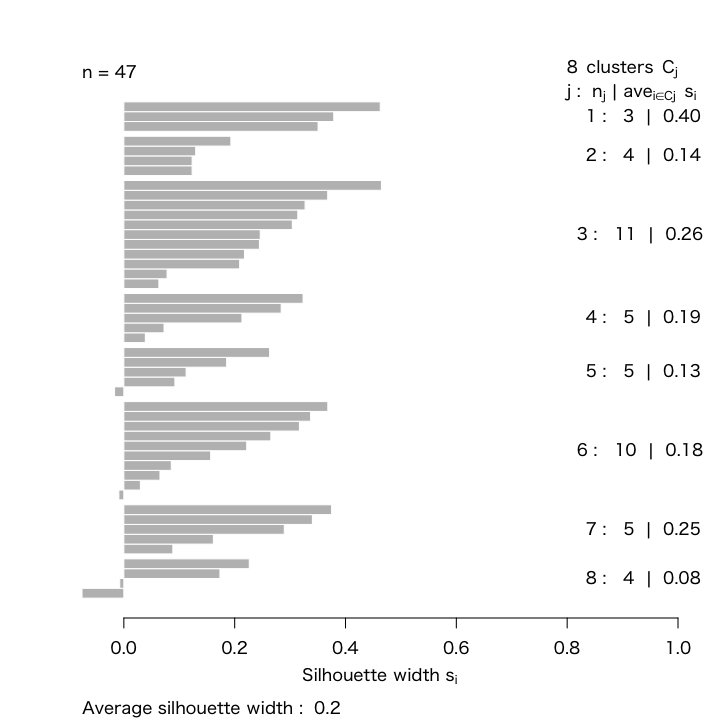 n = 47
8 clusters Cj
j : nj | ave i∈Cj si
1 : 3 | 0.40
2 : 4 | 0.14
3 : 11 | 0.26
4 : 5 | 0.19
5 : 5 | 0.13
6 : 10 | 0.18
7 : 5 | 0.25
8 : 4 | 0.08
0.0 0.2 0.4 0.6 0.8 1.0
Silhouette width si
Average silhouette width : 0.2